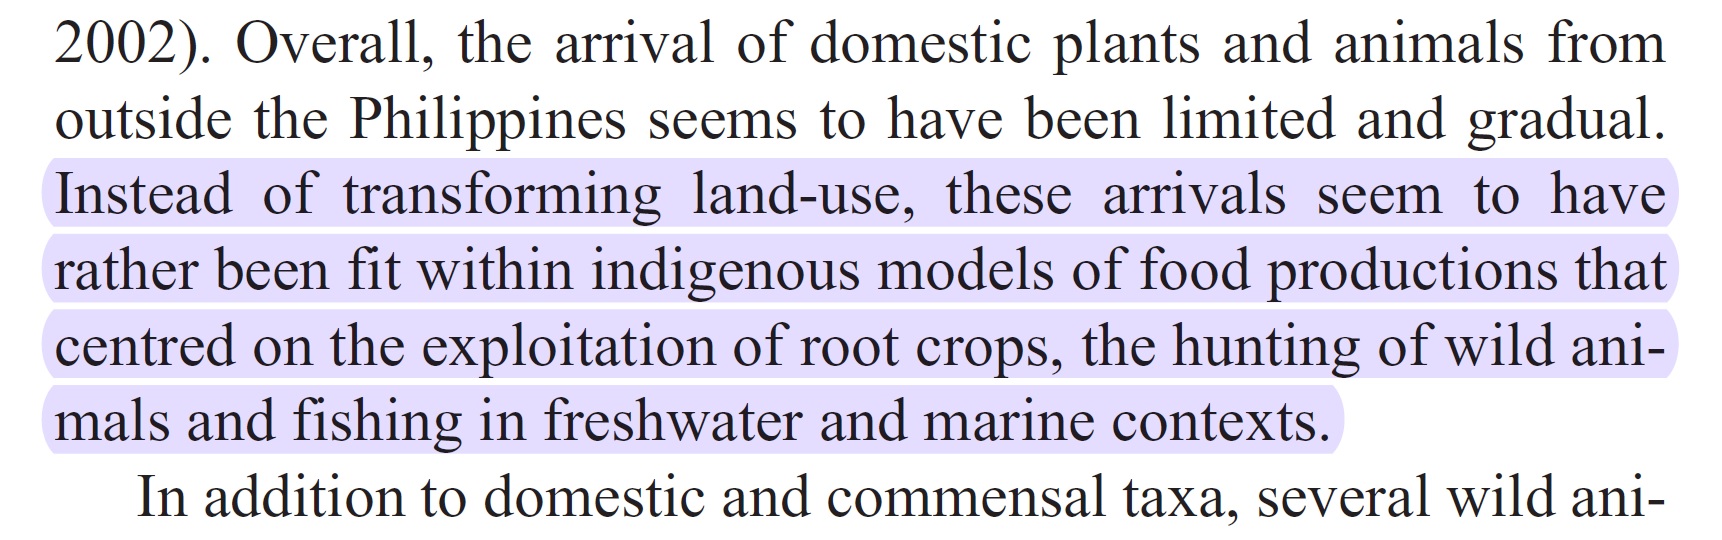 2002). Overall, the arrival of domestic plants and animals from
outside the Philippines seems to have been limited and gradual.
Instead of transforming land-use, these arrivals seem to have
rather been fit within indigenous models of food productions that
centred on the exploitation of root crops, the hunting of wild ani-
mals and fishing in freshwater and marine contexts.
In addition to domestic and commensal taxa, several wild ani-